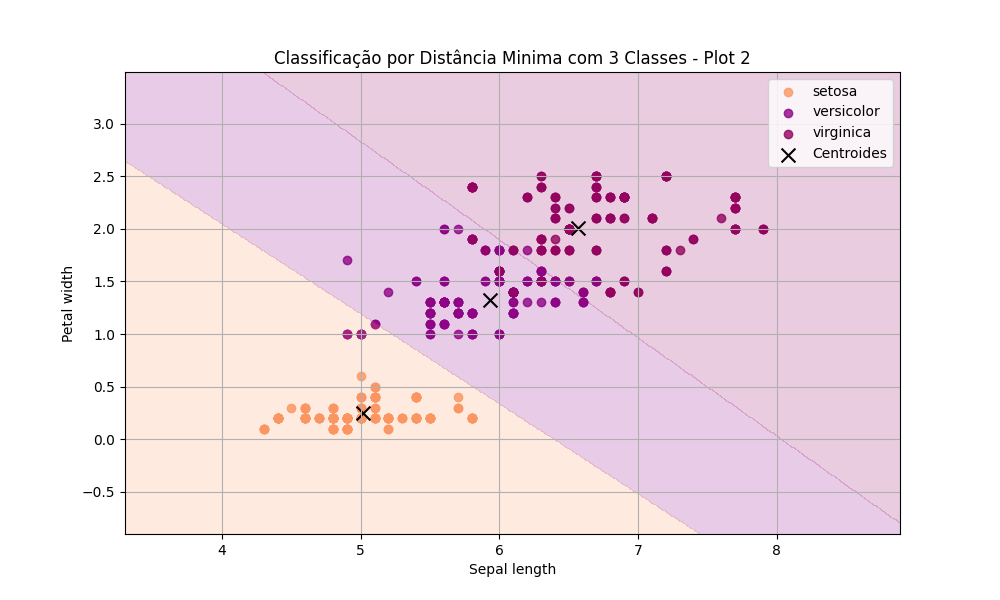 Classificação por Distância Minima com 3 Classes - Plot 2
setosa
versicolor
virginica
Centroides
Petal width
3.0
2.5
2.0
1.5
1.0
0.5
0.0
−0.5
4
5
6
7
8
Sepal length